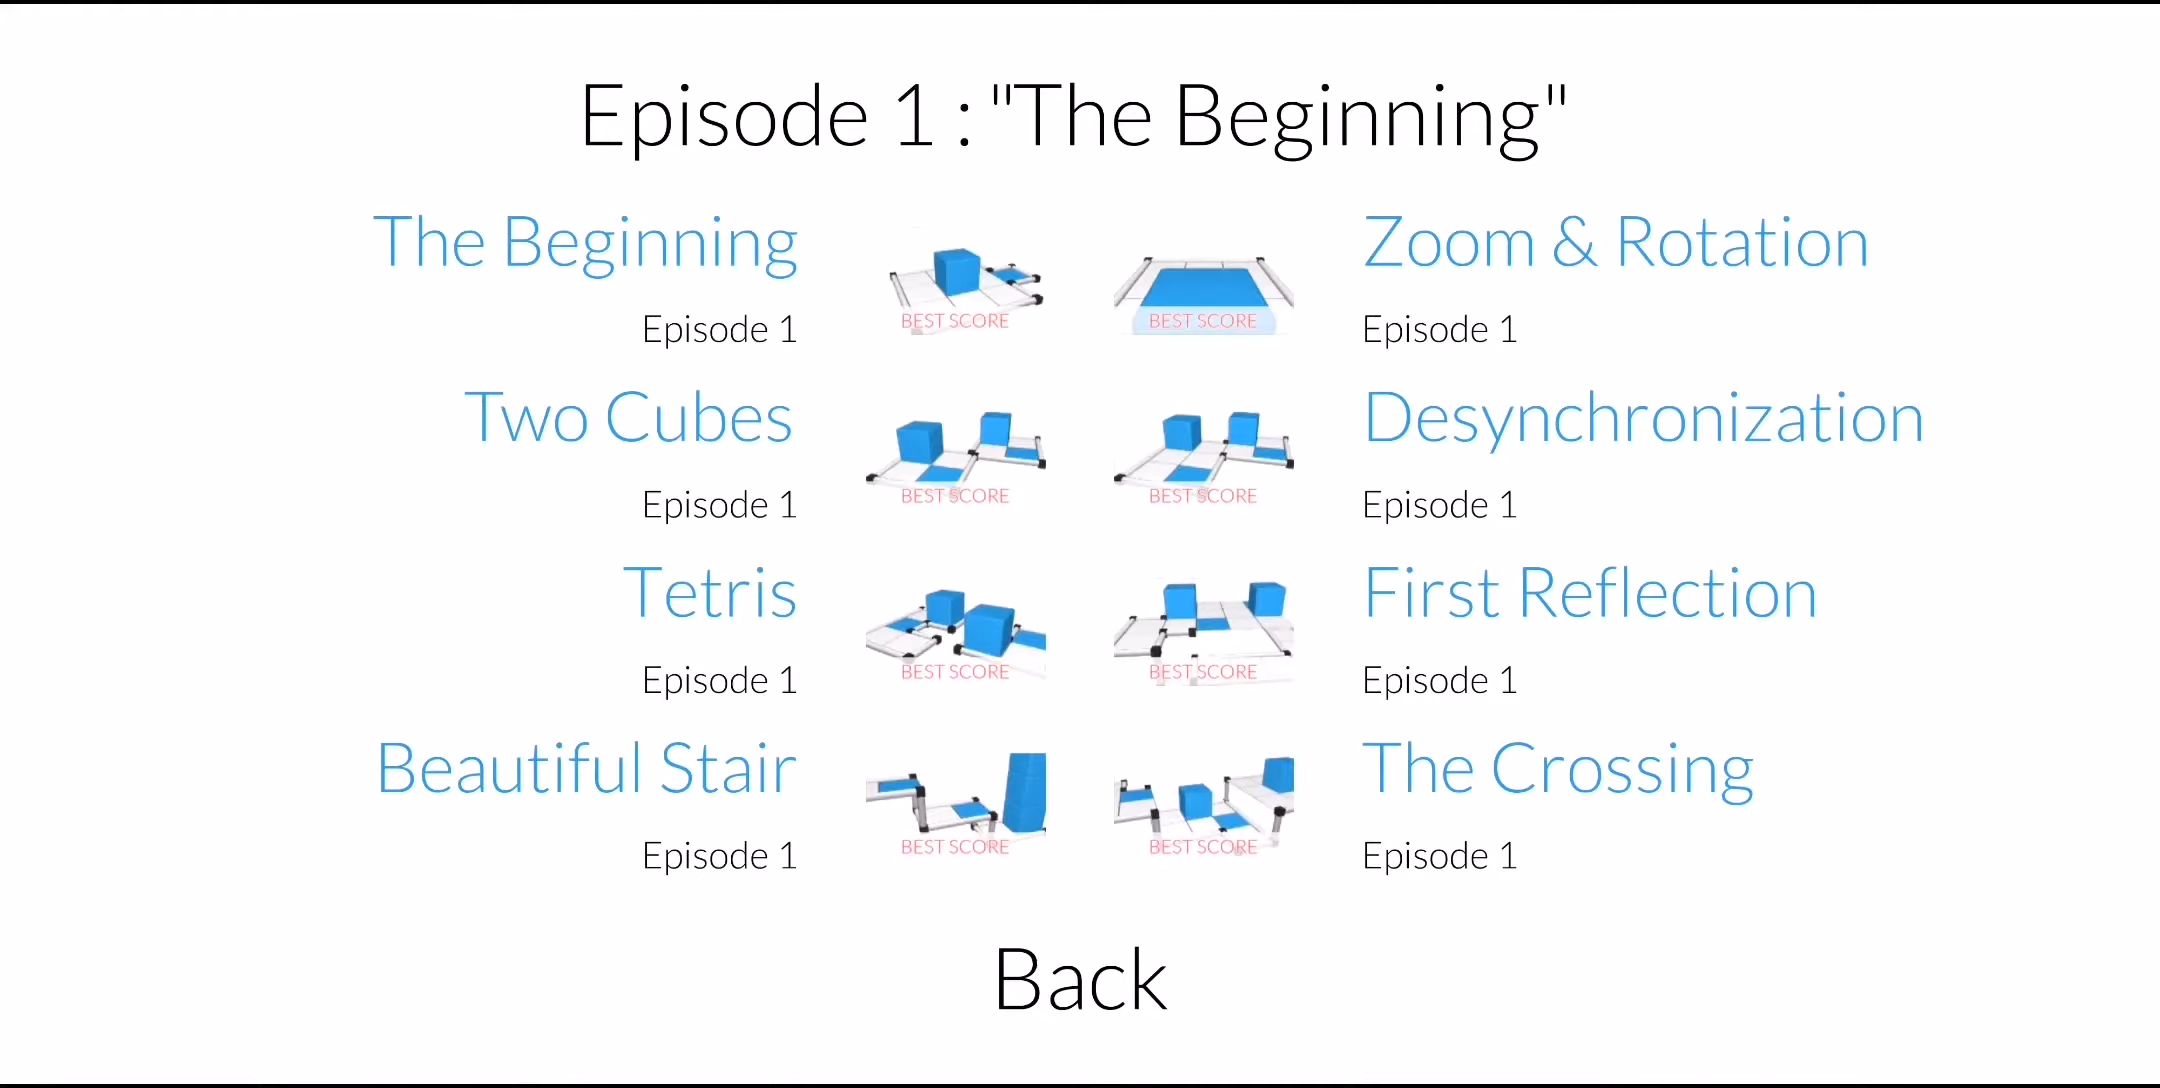 Episode 1 : "The Beginning"
The Beginning
Episode 1
BEST SCORE
Zoom & Rotation
Episode 1
BEST SCORE
Two Cubes
Episode 1
BEST SCORE
Desynchronization
Episode 1
BEST SCORE
Tetris
Episode 1
BEST SCORE
First Reflection
Episode 1
BEST SCORE
Beautiful Stair
Episode 1
BEST SCORE
The Crossing
Episode 1
BEST SCORE
Back